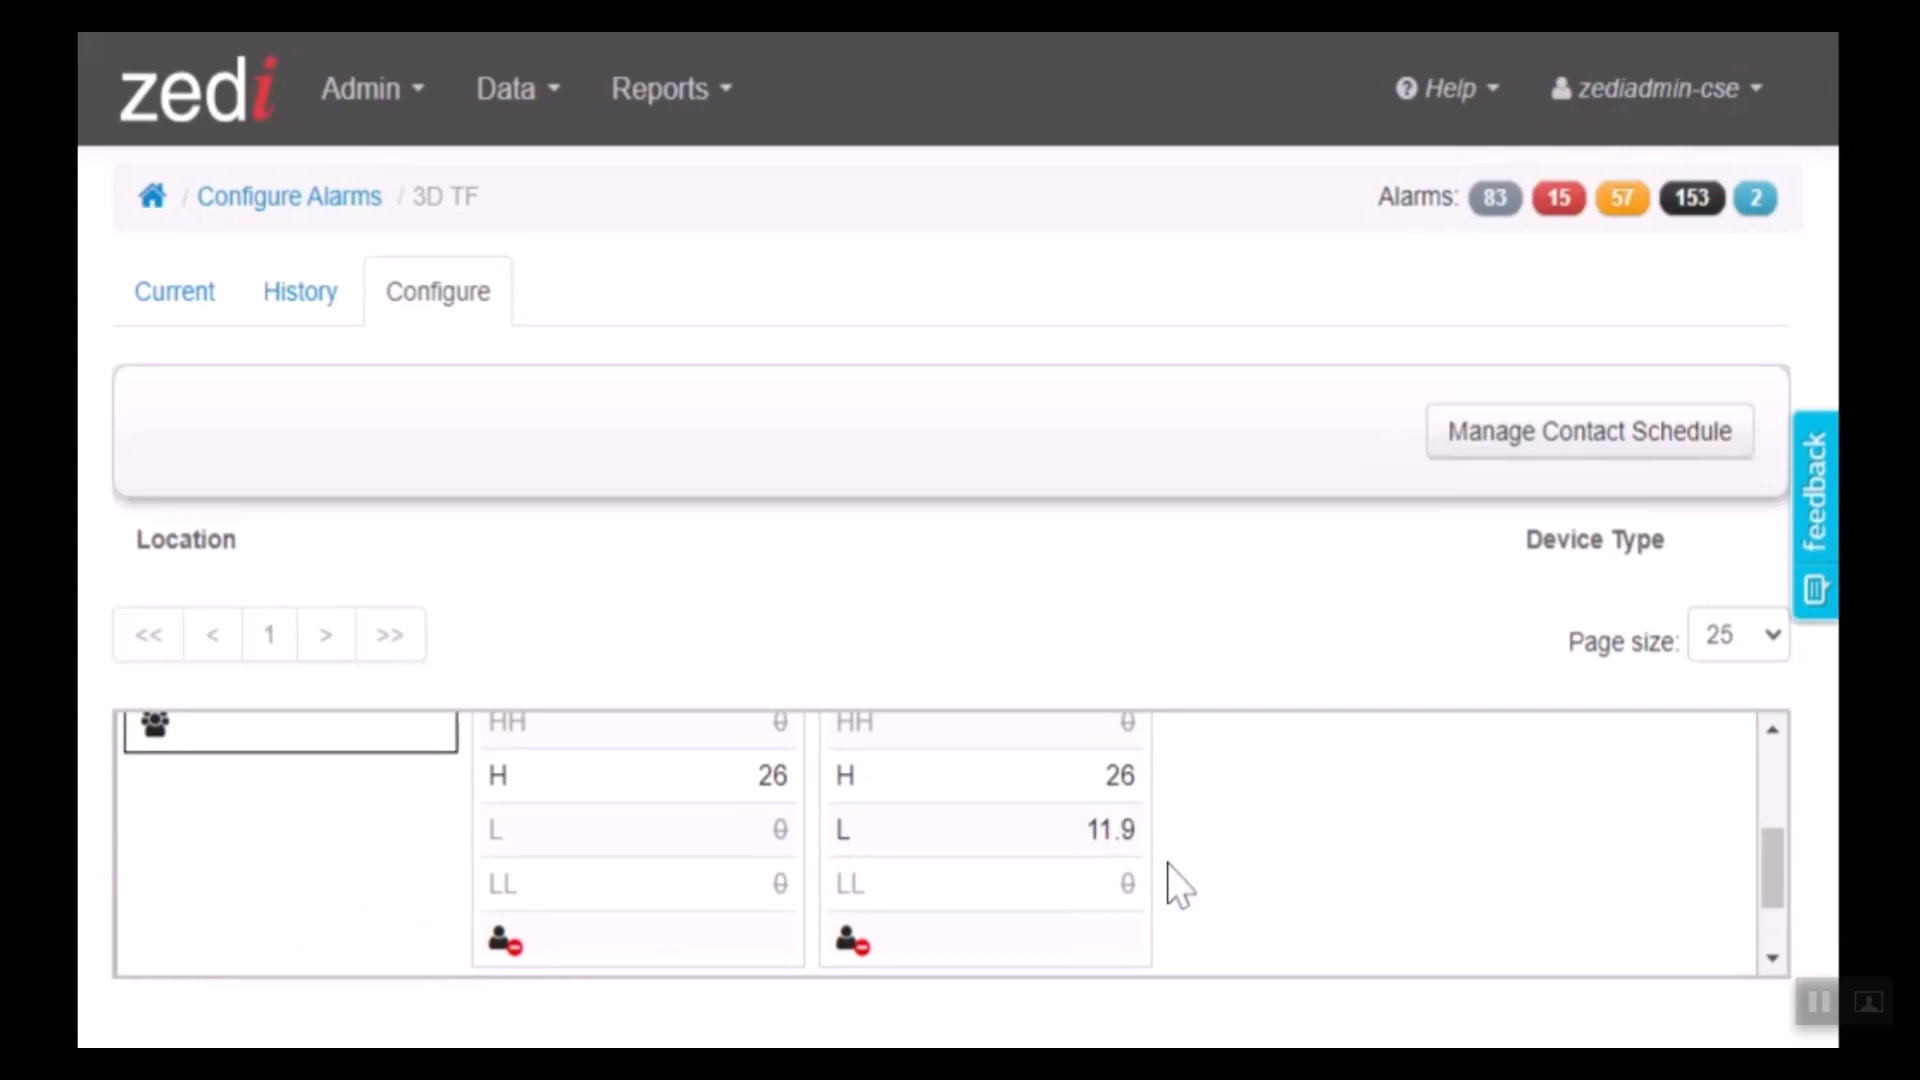 zedi Admin Data Reports Help zediadmin-cse
/ Configure Alarms / 3D TF Alarms: 83 15 57 153 2
Current History Configure
Manage Contact Schedule
feedback
Location Device Type
<< < 1 > >> Page size: 25
HH 0 HH 0
H 26 H 26
L 0 L 11.9
LL 0 LL 0